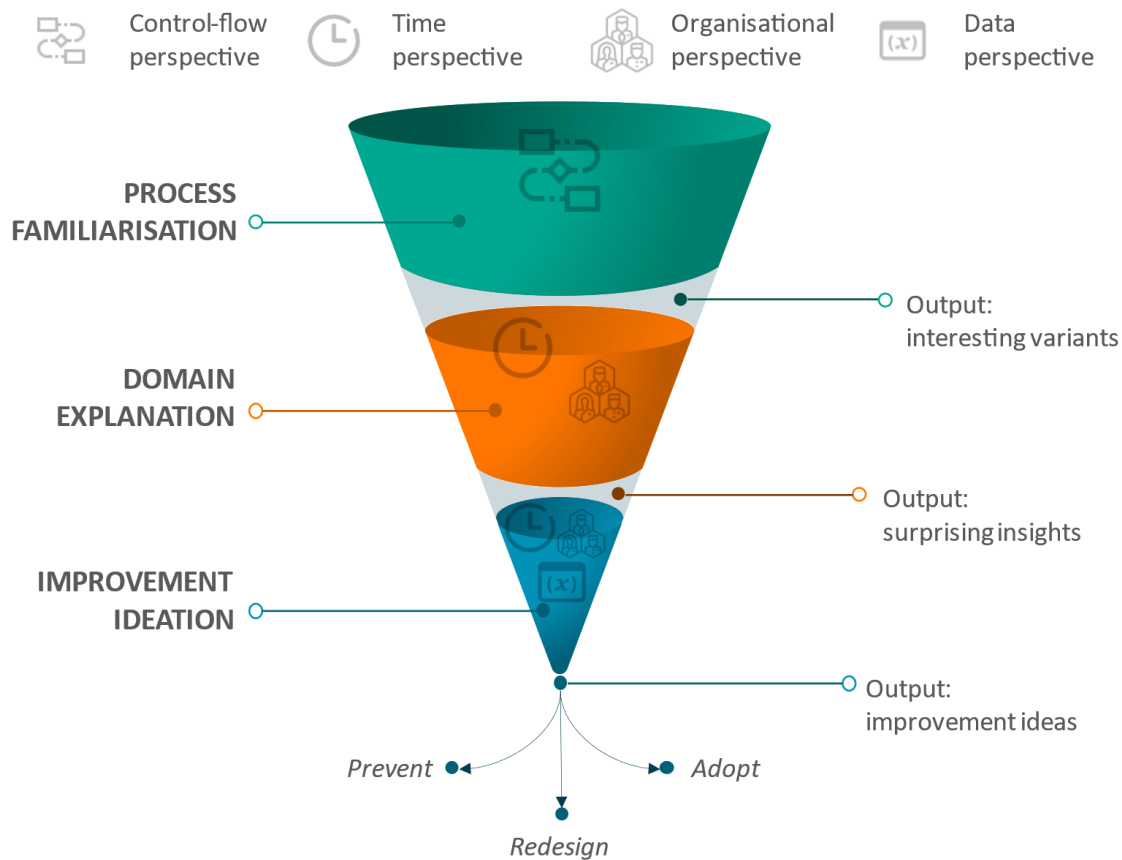 Control-flow
perspective
Time
perspective
Organisational
perspective
Data
perspective
(x)
PROCESS
FAMILIARISATION
Output:
interesting variants
DOMAIN
EXPLANATION
Output:
surprising insights
(x)
IMPROVEMENT
IDEATION
Output:
improvement ideas
Prevent
Adopt
Redesign